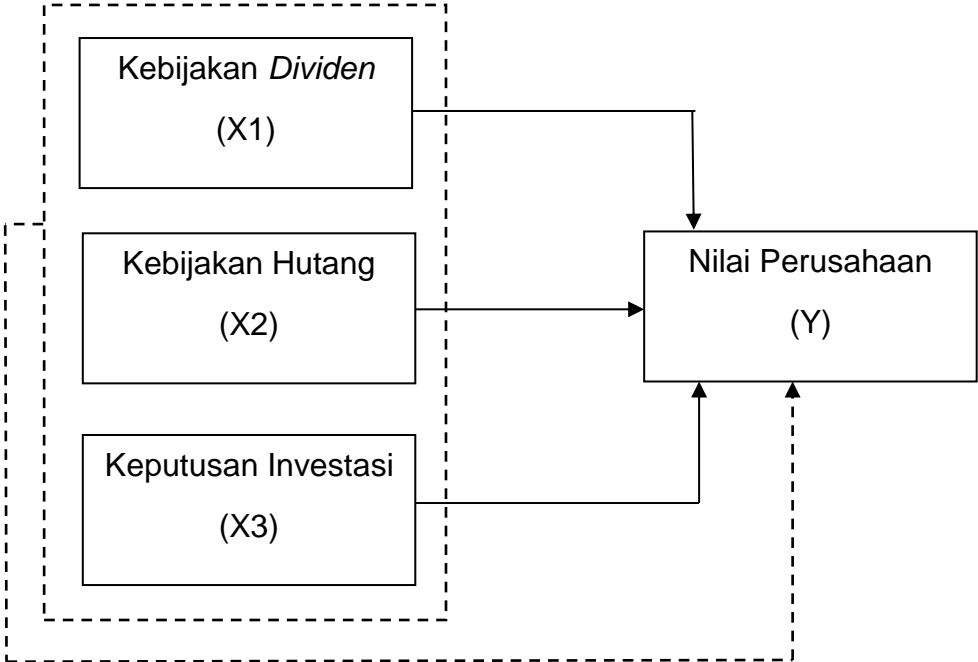 Kebijakan Dividen
(X1)
Kebijakan Hutang
(X2)
Nilai Perusahaan
(Y)
Keputusan Investasi
(X3)